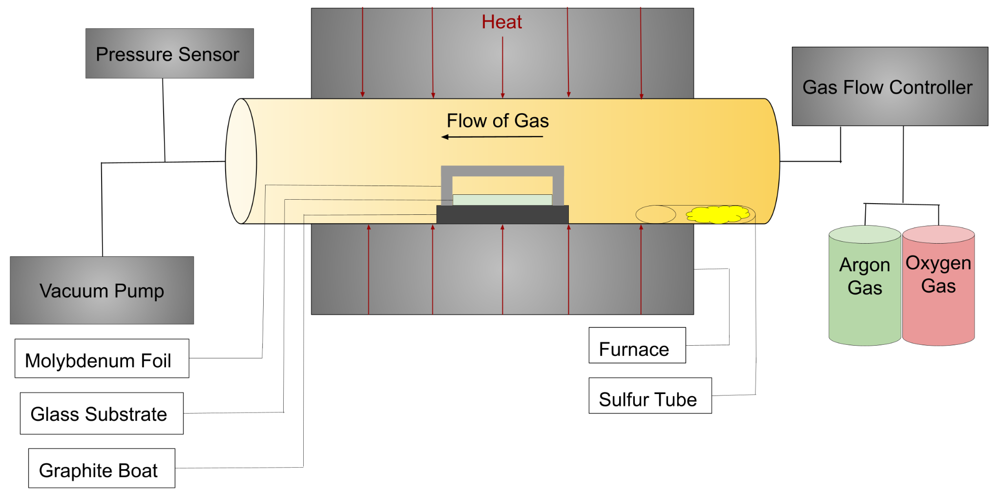 Heat
Pressure Sensor
Gas Flow Controller
Flow of Gas
Vacuum Pump
Argon
Gas
Oxygen
Gas
Molybdenum Foil
Furnace
Glass Substrate
Sulfur Tube
Graphite Boat